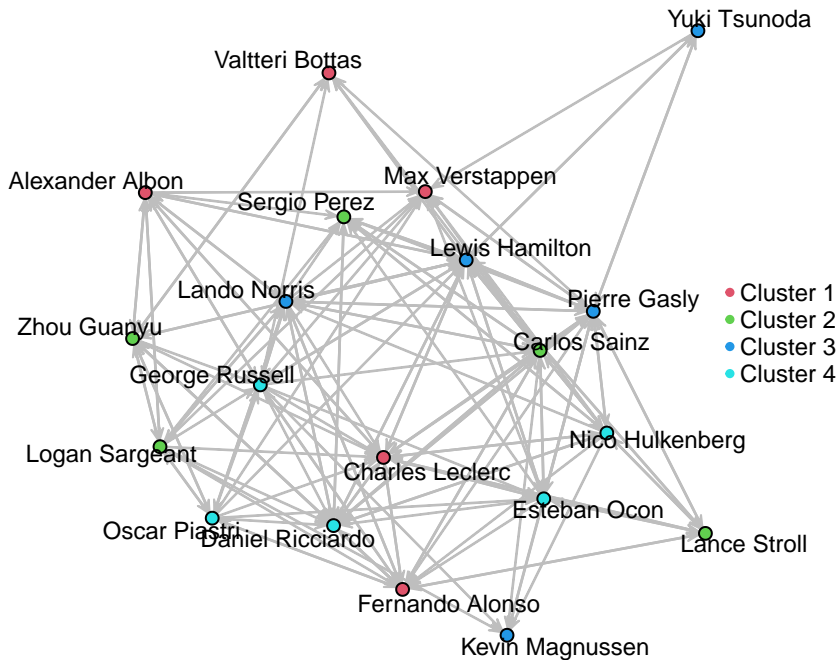 Yuki Tsunoda
Valtteri Bottas
Alexander Albon
Max Verstappen
Sergio Perez
Lewis Hamilton
Lando Norris
Pierre Gasly
Zhou Guanyu
Carlos Sainz
George Russell
Cluster 1
Cluster 2
Cluster 3
Cluster 4
Logan Sargeant
Charles Leclerc
Nico Hulkenberg
Oscar Piastri
Daniel Ricciardo
Esteban Ocon
Lance Stroll
Fernando Alonso
Kevin Magnussen